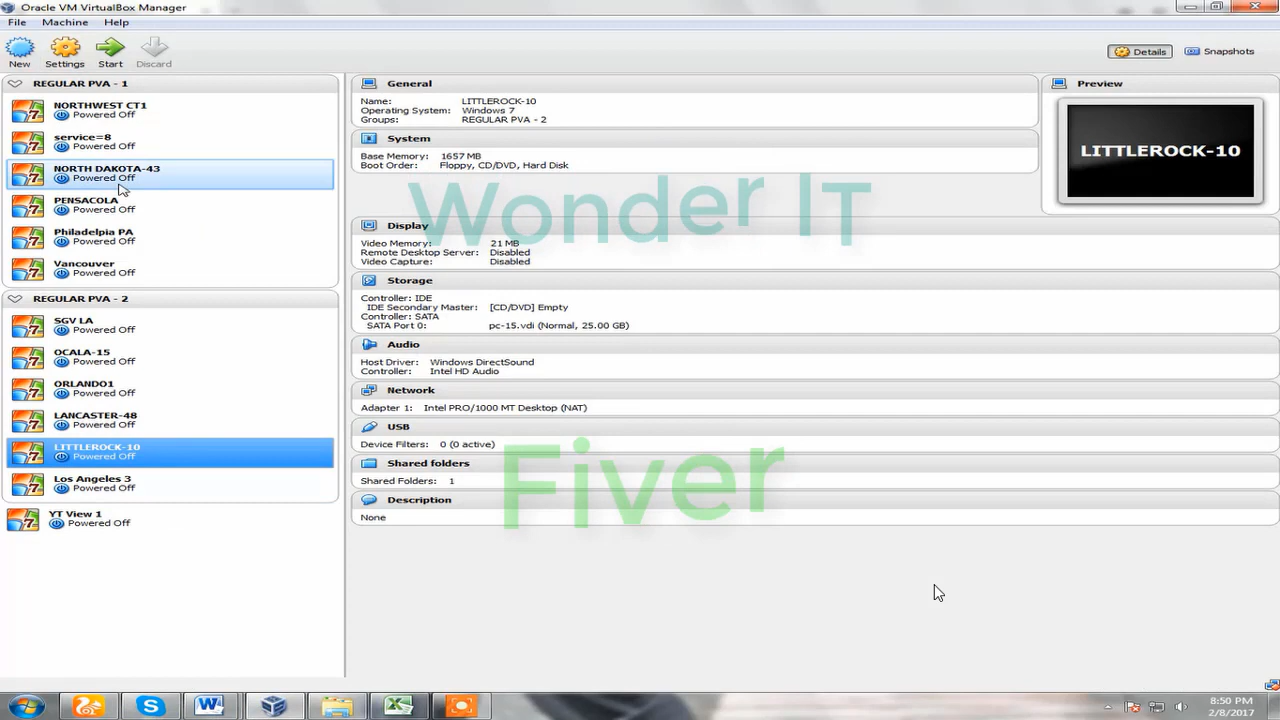 Oracle VM VirtualBox Manager
File Machine Help
New Settings Start Discard
Details Snapshots
REGULAR PVA - 1
NORTHWEST CT1
Powered Off
service=8
Powered Off
NORTH DAKOTA-43
Powered Off
PENSACOLA
Powered Off
Philadelpia PA
Powered Off
Vancouver
Powered Off
REGULAR PVA - 2
SGV LA
Powered Off
OCALA-15
Powered Off
ORLANDO1
Powered Off
LANCASTER-48
Powered Off
LITTLEROCK-10
Powered Off
Los Angeles 3
Powered Off
YT View 1
Powered Off
General
Name: LITTLEROCK-10
Operating System: Windows 7
Groups: REGULAR PVA - 2
System
Base Memory: 1657 MB
Boot Order: Floppy, CD/DVD, Hard Disk
Wonder IT
Display
Video Memory: 21 MB
Remote Desktop Server: Disabled
Video Capture: Disabled
Storage
Controller: IDE
IDE Secondary Master: [CD/DVD] Empty
Controller: SATA
SATA Port 0: pc-15.vdi (Normal, 25.00 GB)
Audio
Host Driver: Windows DirectSound
Controller: Intel HD Audio
Network
Adapter 1: Intel PRO/1000 MT Desktop (NAT)
USB
Device Filters: 0 (0 active)
Shared folders
Shared Folders: 1
Fiver
Description
None
Preview
LITTLEROCK-10
8:50 PM
2/8/2017